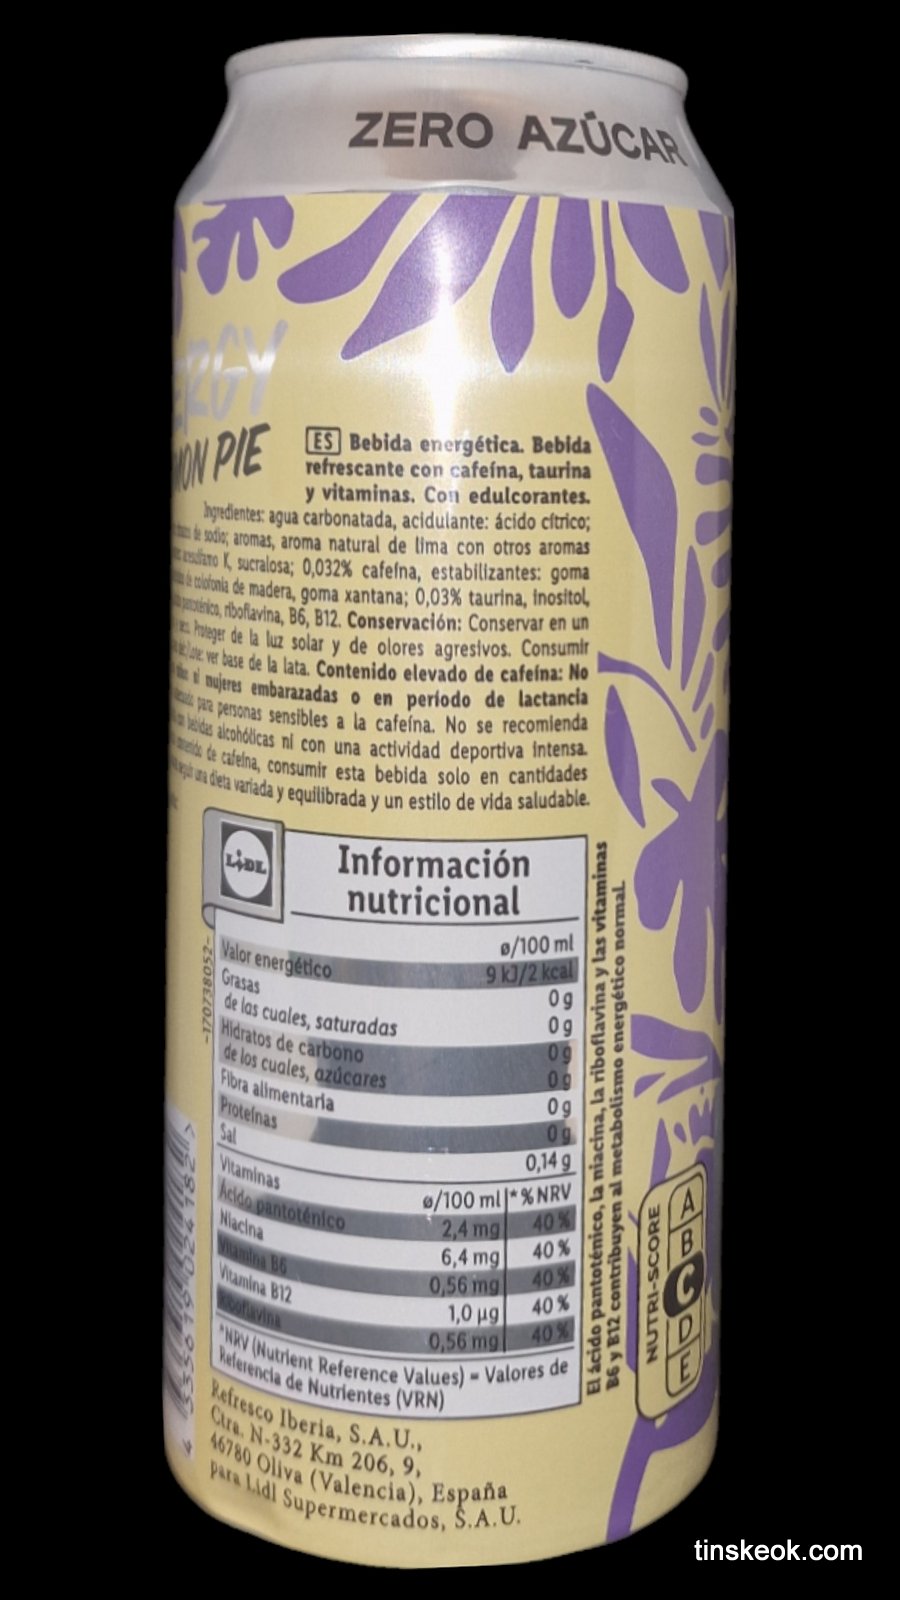 ZERO AZÚCAR
ERGY
MON PIE
ES Bebida energética. Bebida
refrescante con cafeína, taurina
y vitaminas. Con edulcorantes.
Ingredientes: agua carbonatada, acidulante: ácido cítrico;
de sodio; aromas, aroma natural de lima con otros aromas
acesulfamo K, sucralosa; 0,032% cafeína, estabilizantes: goma
de colofonia de madera, goma xantana; 0,03% taurina, inositol,
pantoténico, riboflavina, B6, B12. Conservación: Conservar en un
seco. Proteger de la luz solar y de olores agresivos. Consumir
Lote: ver base de la lata. Contenido elevado de cafeína: No
niños ni mujeres embarazadas o en período de lactancia
para personas sensibles a la cafeína. No se recomienda
bebidas alcohólicas ni con una actividad deportiva intensa.
contenido de cafeína, consumir esta bebida solo en cantidades
seguir una dieta variada y equilibrada y un estilo de vida saludable.
LIDL
Información
nutricional
ø/100 ml
Valor energético 9 kJ/2 kcal
Grasas 0 g
de las cuales, saturadas 0 g
Hidratos de carbono 0 g
de los cuales, azúcares 0 g
Fibra alimentaria 0 g
Proteínas 0 g
Sal 0,14 g
Vitaminas ø/100 ml *%NRV
Ácido pantoténico 2,4 mg 40 %
Niacina 6,4 mg 40 %
Vitamina B6 0,56 mg 40 %
Vitamina B12 1,0 µg 40 %
Riboflavina 0,56 mg 40 %
*NRV (Nutrient Reference Values) = Valores de
Referencia de Nutrientes (VRN)
-170738052-
El ácido pantoténico, la niacina, la riboflavina y las vitaminas
B6 y B12 contribuyen al metabolismo energético normal.
NUTRI-SCORE
A
B
C
D
E
4 335619 024182
Refresco Iberia, S.A.U.,
Ctra. N-332 Km 206, 9,
46780 Oliva (Valencia), España
para Lidl Supermercados, S.A.U.
tinskeok.com